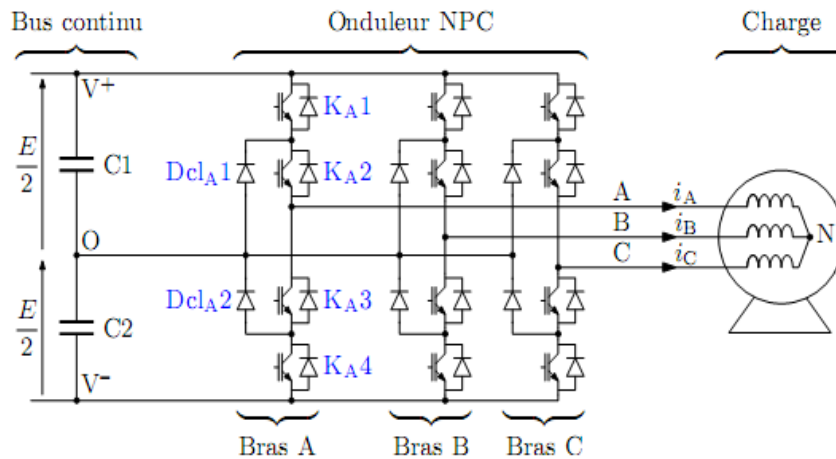 Bus continu
Onduleur NPC
Charge
V+
E/2
C1
DclA1
KA1
KA2
O
A
iA
B
iB
C
iC
N
E/2
C2
DclA2
KA3
KA4
V-
Bras A
Bras B
Bras C